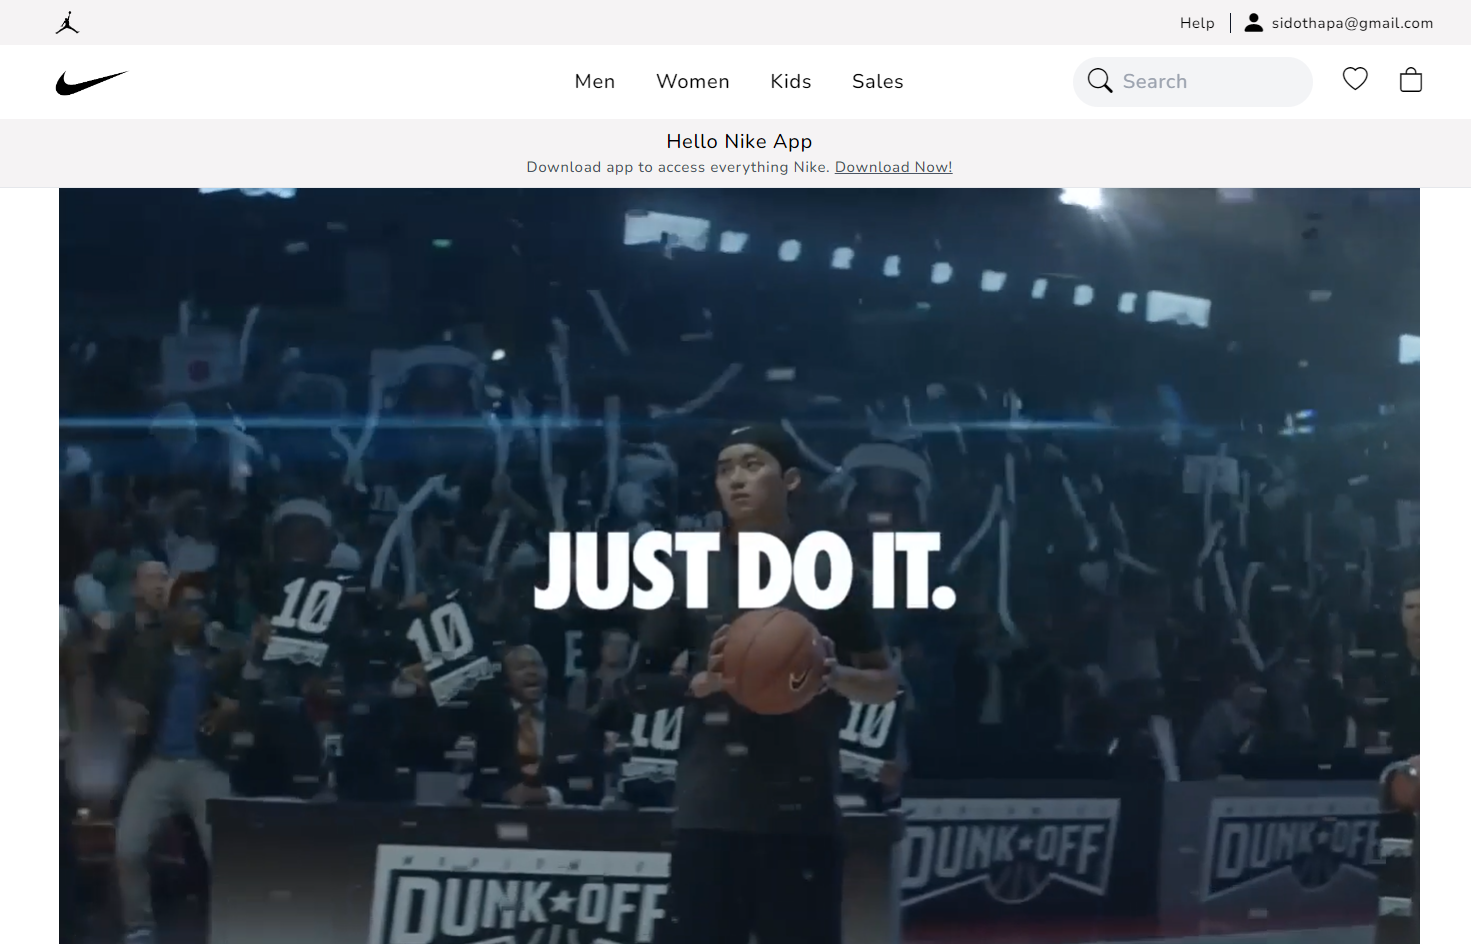 Help
sidothapa@gmail.com
Men Women Kids Sales
Search
Hello Nike App
Download app to access everything Nike. Download Now!
JUST DO IT.
10
10
E
10
10
DUNK★OFF
DUNK★OFF
DUNK★OFF